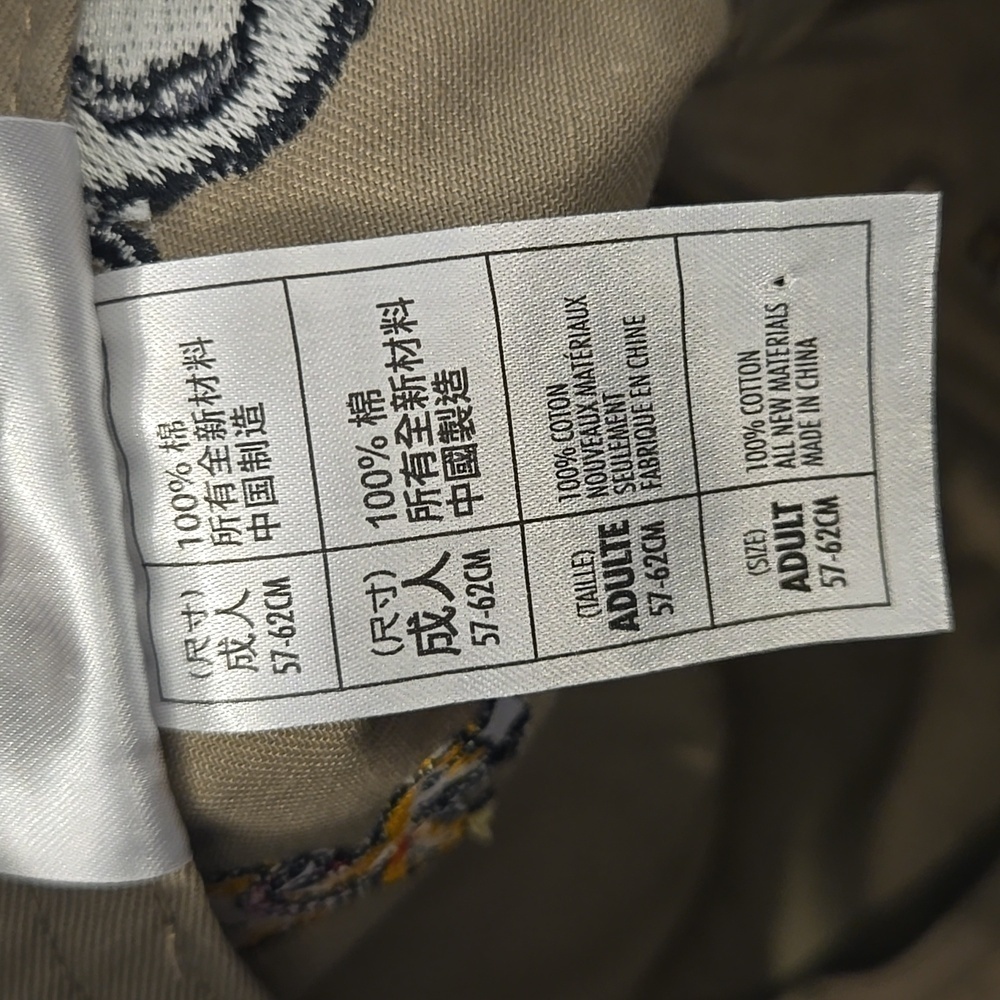 (尺寸)
成人
57-62CM
100% 棉
所有全新材料
中国制造
(尺寸)
成人
57-62CM
100% 棉
所有全新材料
中國製造
(TAILLE)
ADULTE
57-62CM
100% COTON
NOUVEAUX MATÉRIAUX
SEULEMENT
FABRIQUE EN CHINE
(SIZE)
ADULT
57-62CM
100% COTTON
ALL NEW MATERIALS
MADE IN CHINA